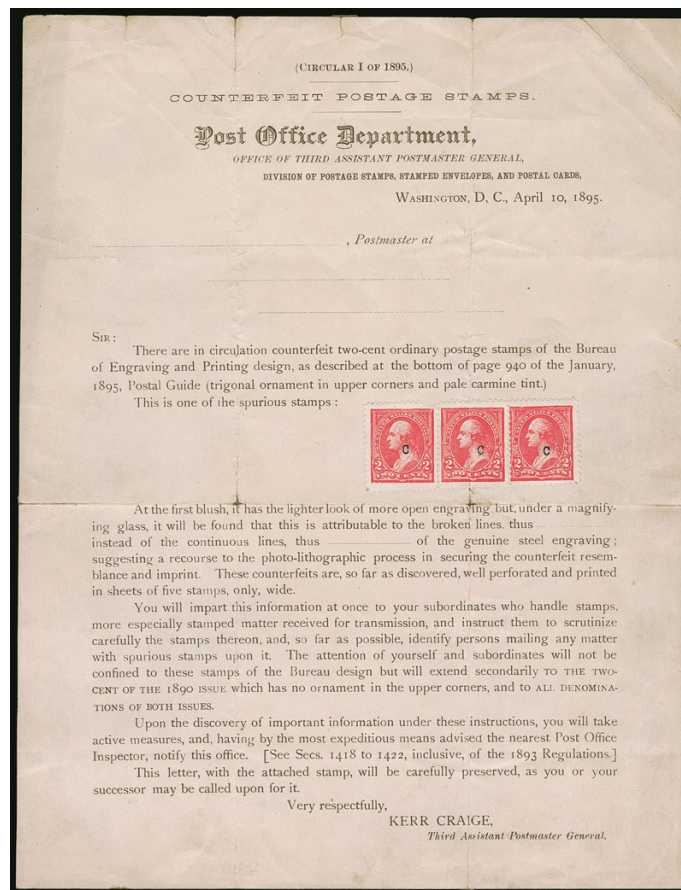 (CIRCULAR I OF 1895.)
COUNTERFEIT POSTAGE STAMPS.
Post Office Department,
OFFICE OF THIRD ASSISTANT POSTMASTER GENERAL,
DIVISION OF POSTAGE STAMPS, STAMPED ENVELOPES, AND POSTAL CARDS,
WASHINGTON, D. C., April 10, 1895.
, Postmaster at
SIR:
There are in circulation counterfeit two-cent ordinary postage stamps of the Bureau
of Engraving and Printing design, as described at the bottom of page 940 of the January,
1895, Postal Guide (trigonal ornament in upper corners and pale carmine tint.)
This is one of the spurious stamps:
C C C
2 TWO CENTS 2 2 TWO CENTS 2 2 TWO CENTS 2
At the first blush, it has the lighter look of more open engraving but, under a magnify-
ing glass, it will be found that this is attributable to the broken lines. thus
instead of the continuous lines, thus of the genuine steel engraving;
suggesting a recourse to the photo-lithographic process in securing the counterfeit resem-
blance and imprint. These counterfeits are, so far as discovered, well perforated and printed
in sheets of five stamps, only, wide.
You will impart this information at once to your subordinates who handle stamps,
more especially stamped matter received for transmission, and instruct them to scrutinize
carefully the stamps thereon, and, so far as possible, identify persons mailing any matter
with spurious stamps upon it. The attention of yourself and subordinates will not be
confined to these stamps of the Bureau design but will extend secondarily TO THE TWO-
CENT OF THE 1890 ISSUE which has no ornament in the upper corners, and to ALL DENOMINA-
TIONS OF BOTH ISSUES.
Upon the discovery of important information under these instructions, you will take
active measures, and, having by the most expeditious means advised the nearest Post Office
Inspector, notify this office. [See Secs. 1418 to 1422, inclusive, of the 1893 Regulations.]
This letter, with the attached stamp, will be carefully preserved, as you or your
successor may be called upon for it.
Very respectfully,
KERR CRAIGE,
Third Assistant Postmaster General.